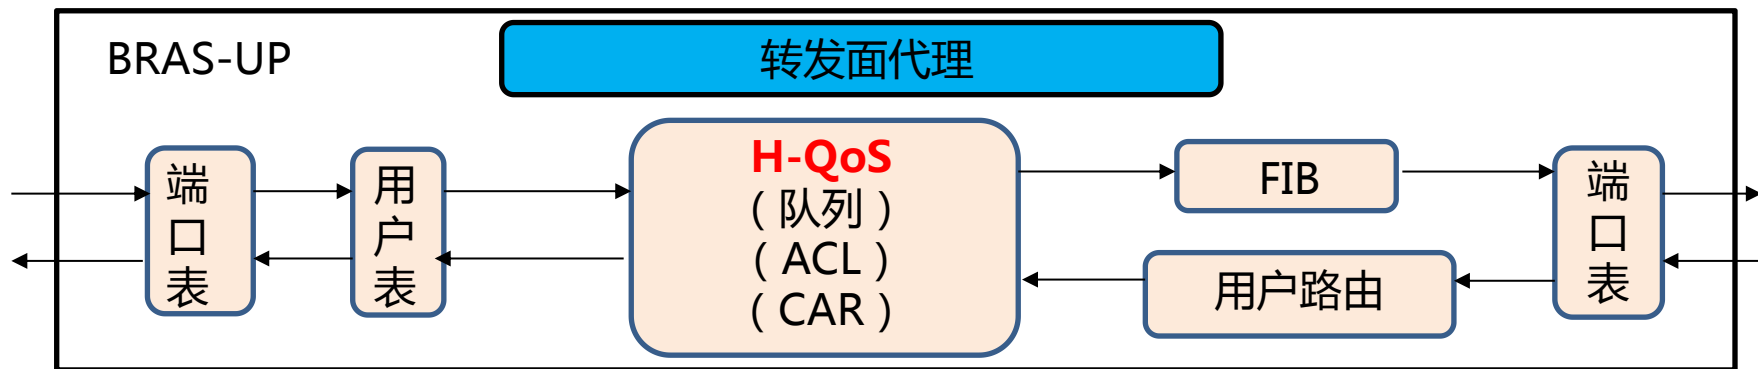 BRAS-UP
转发面代理
端口表
用户表
H-QoS
（队列）
（ACL）
（CAR）
FIB
用户路由
端口表